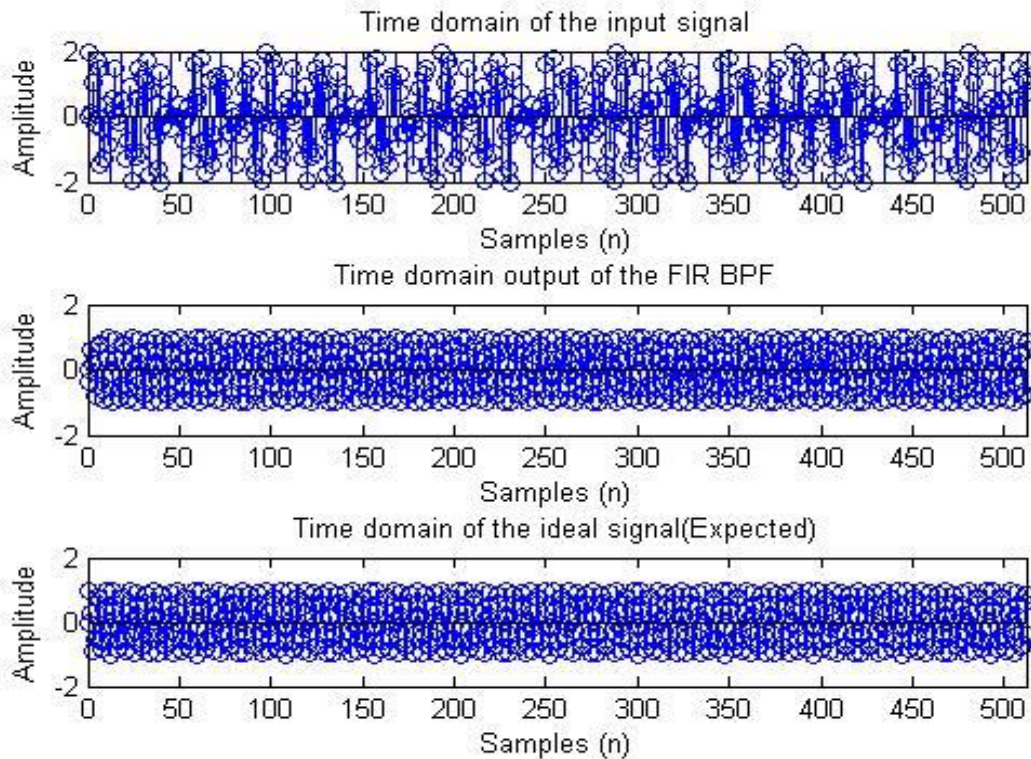 Time domain of the input signal
Amplitude
2
0
-2
0 50 100 150 200 250 300 350 400 450 500
Samples (n)
Time domain output of the FIR BPF
Amplitude
2
0
-2
0 50 100 150 200 250 300 350 400 450 500
Samples (n)
Time domain of the ideal signal(Expected)
Amplitude
2
0
-2
0 50 100 150 200 250 300 350 400 450 500
Samples (n)